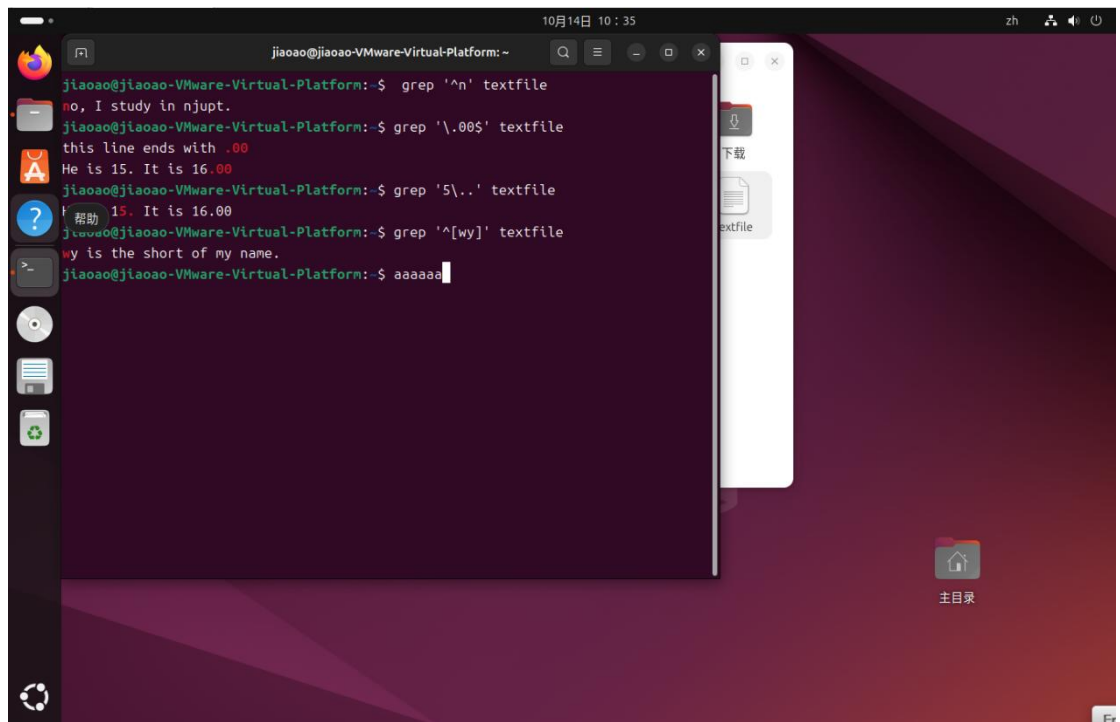 10月14日 10：35
zh
jiaoao@jiaoao-VMware-Virtual-Platform: ~
jiaoao@jiaoao-VMware-Virtual-Platform:~$  grep '^n' textfile
no, I study in njupt.
jiaoao@jiaoao-VMware-Virtual-Platform:~$ grep '\.00$' textfile
this line ends with .00
He is 15. It is 16.00
jiaoao@jiaoao-VMware-Virtual-Platform:~$ grep '5\..' textfile
15. It is 16.00
jiaoao@jiaoao-VMware-Virtual-Platform:~$ grep '^[wy]' textfile
wy is the short of my name.
jiaoao@jiaoao-VMware-Virtual-Platform:~$ aaaaaa
帮助
下载
extfile
主目录